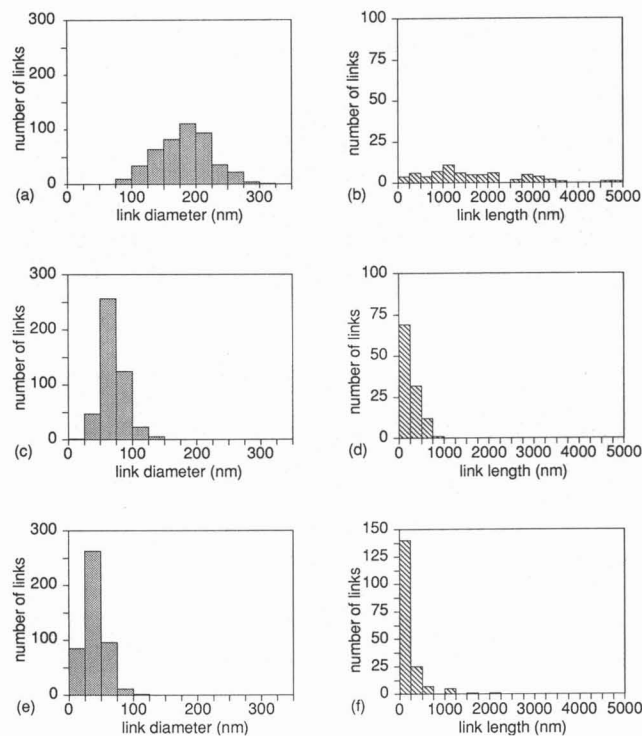 300
200
100
0
number of links
0 100 200 300
(a) link diameter (nm)
100
75
50
25
0
number of links
0 1000 2000 3000 4000 5000
(b) link length (nm)
300
200
100
0
number of links
0 100 200 300
(c) link diameter (nm)
100
75
50
25
0
number of links
0 1000 2000 3000 4000 5000
(d) link length (nm)
300
200
100
0
number of links
0 100 200 300
(e) link diameter (nm)
150
125
100
75
50
25
0
number of links
0 1000 2000 3000 4000 5000
(f) link length (nm)